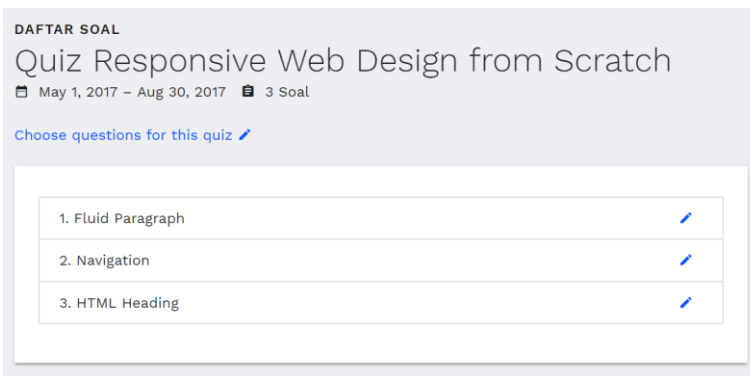 DAFTAR SOAL
Quiz Responsive Web Design from Scratch
May 1, 2017 – Aug 30, 2017 3 Soal
Choose questions for this quiz
1. Fluid Paragraph
2. Navigation
3. HTML Heading